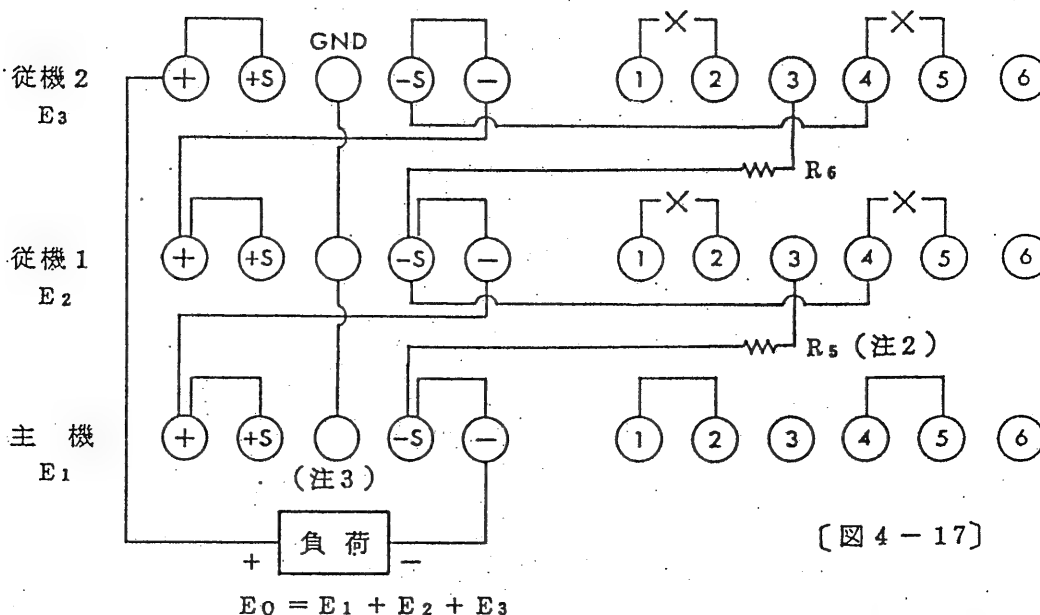 GND
従機2 + +S -S - 1 2 3 4 5 6
E3
R6
従機1 + +S -S - 1 2 3 4 5 6
E2
R5 (注2)
主 機 + +S -S - 1 2 3 4 5 6
E1
(注3)
+ 負 荷 -
〔図4-17〕
E0 = E1 + E2 + E3